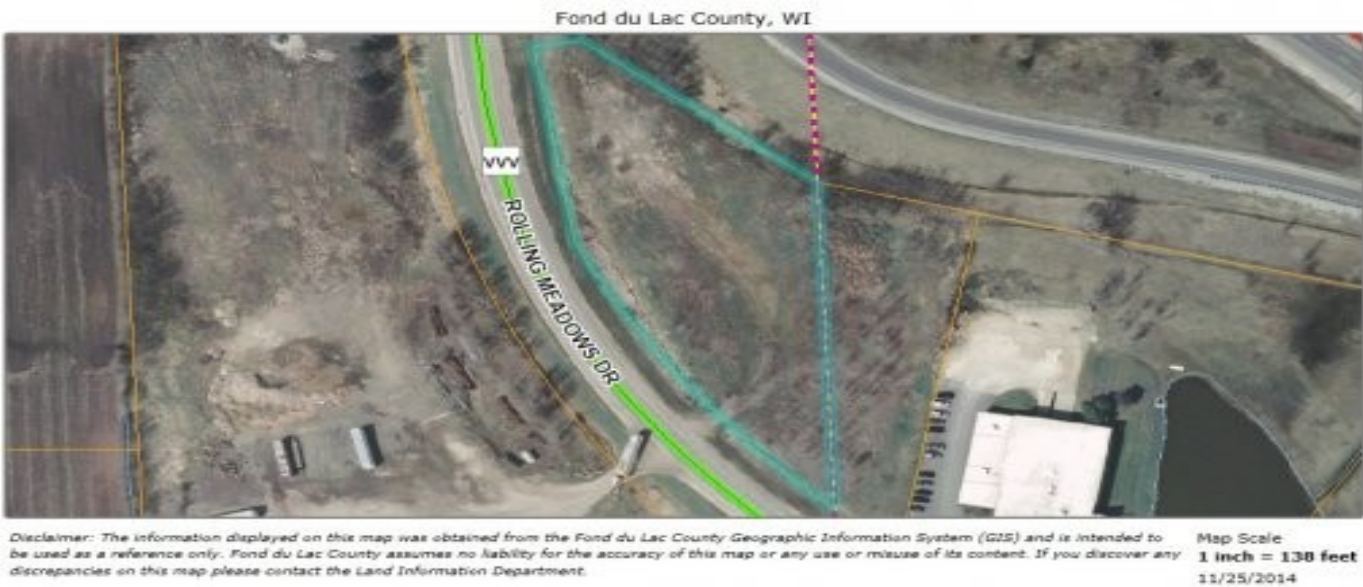 Fond du Lac County, WI
VVV
ROLLING MEADOWS DR
Disclaimer: The information displayed on this map was obtained from the Fond du Lac County Geographic Information System (GIS) and is intended to
be used as a reference only. Fond du Lac County assumes no liability for the accuracy of this map or any use or misuse of its content. If you discover any
discrepancies on this map please contact the Land Information Department.
Map Scale
1 inch = 138 feet
11/25/2014